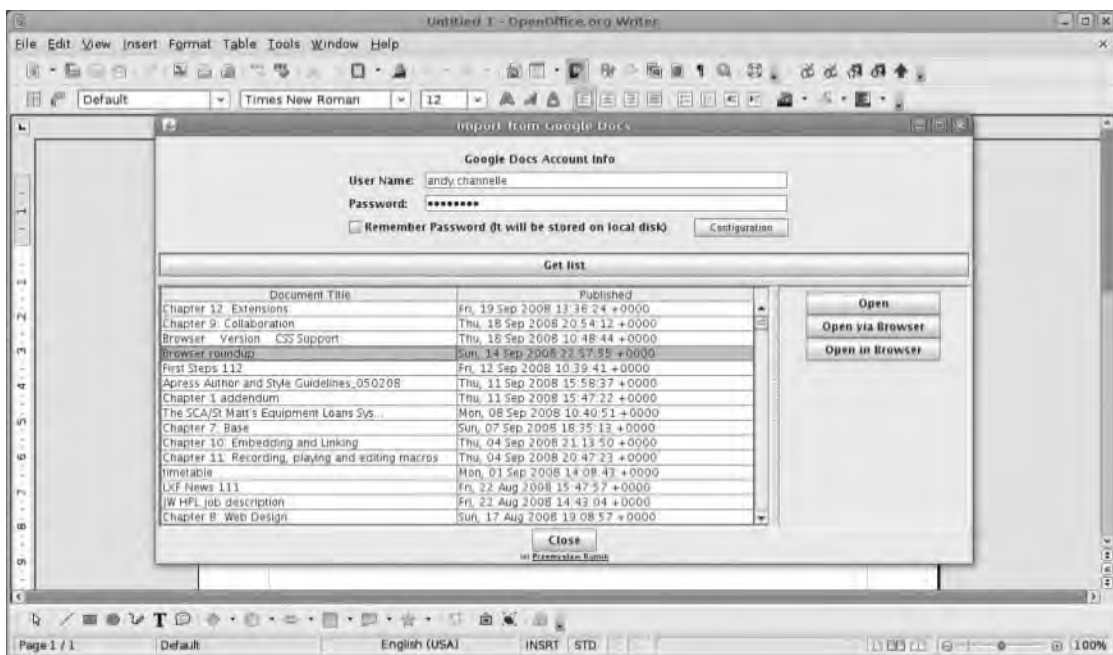 Untitled 1 - OpenOffice.org Writer
File Edit View Insert Format Table Tools Window Help
Default Times New Roman 12
Import from Google Docs
Google Docs Account Info
User Name: andy.channelle
Password: ••••••••
Remember Password (It will be stored on local disk) Configuration
Get list
Document Title Published
Chapter 12: Extensions Fri, 19 Sep 2008 13:36:24 +0000
Chapter 9: Collaboration Thu, 18 Sep 2008 20:54:12 +0000
Browser Version CSS Support Thu, 18 Sep 2008 10:48:44 +0000
Browser roundup Sun, 14 Sep 2008 22:57:55 +0000
First Steps 112 Fri, 12 Sep 2008 10:39:41 +0000
Apress Author and Style Guidelines_050208 Thu, 11 Sep 2008 15:58:37 +0000
Chapter 1 addendum Thu, 11 Sep 2008 15:47:22 +0000
The SCA/St Matt's Equipment Loans Sys... Mon, 08 Sep 2008 10:40:51 +0000
Chapter 7: Base Sun, 07 Sep 2008 18:35:13 +0000
Chapter 10: Embedding and Linking Thu, 04 Sep 2008 21:13:50 +0000
Chapter 11: Recording, playing and editing macros Thu, 04 Sep 2008 20:47:23 +0000
timetable Mon, 01 Sep 2008 14:08:43 +0000
LXF News 111 Fri, 22 Aug 2008 15:47:57 +0000
JW HPL job description Fri, 22 Aug 2008 14:43:04 +0000
Chapter 8: Web Design Sun, 17 Aug 2008 19:08:57 +0000
Open
Open via Browser
Open in Browser
Close
(c) Przemyslaw Rumik
Page 1 / 1 Default English (USA) INSRT STD 100%